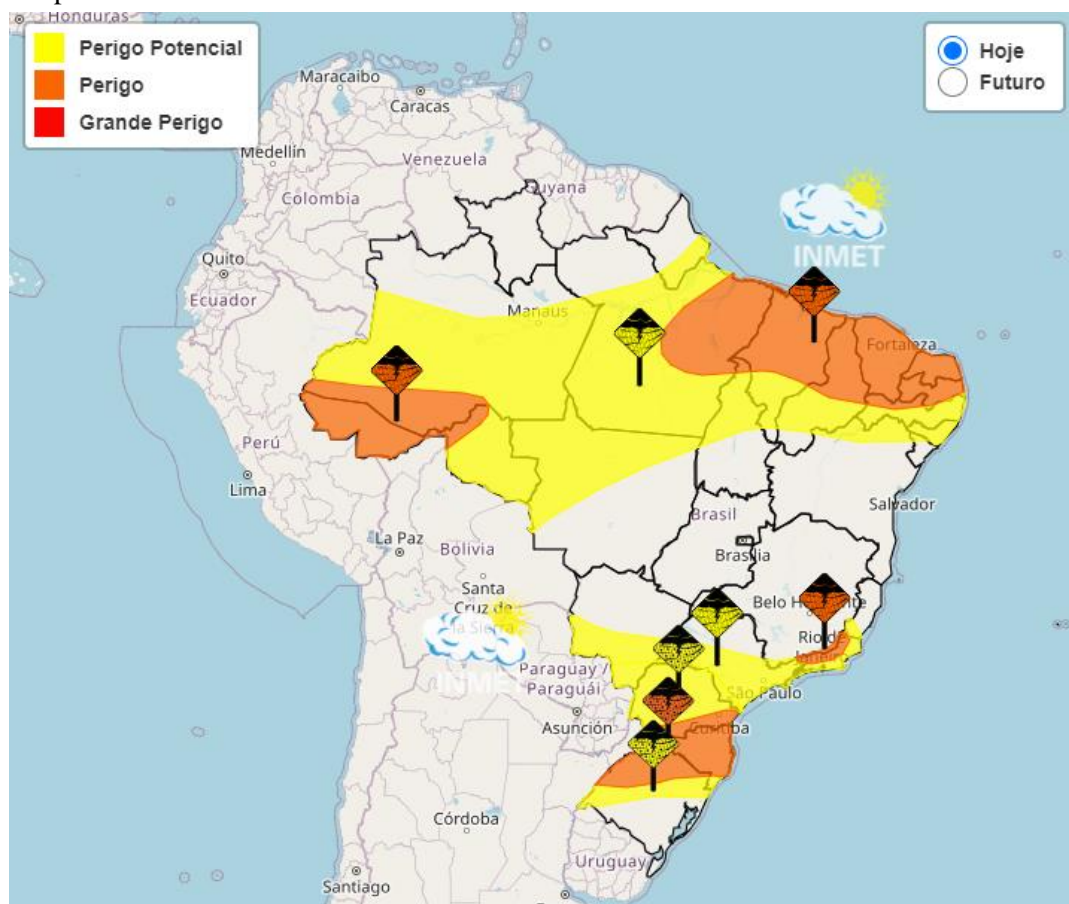 Honduras
Perigo Potencial
Perigo
Grande Perigo
Hoje
Futuro
Maracaibo
Caracas
Medellín
Venezuela
Guyana
Colombia
INMET
Quito
Ecuador
Manaus
Fortaleza
Perú
Lima
Salvador
Brasil
La Paz
Bolivia
Brasília
Santa
Cruz de
la Sierra
Belo Horizonte
Rio de
Janeiro
INMET
Paraguay /
Paraguái
São Paulo
Asunción
Curitiba
Córdoba
Uruguay
Santiago